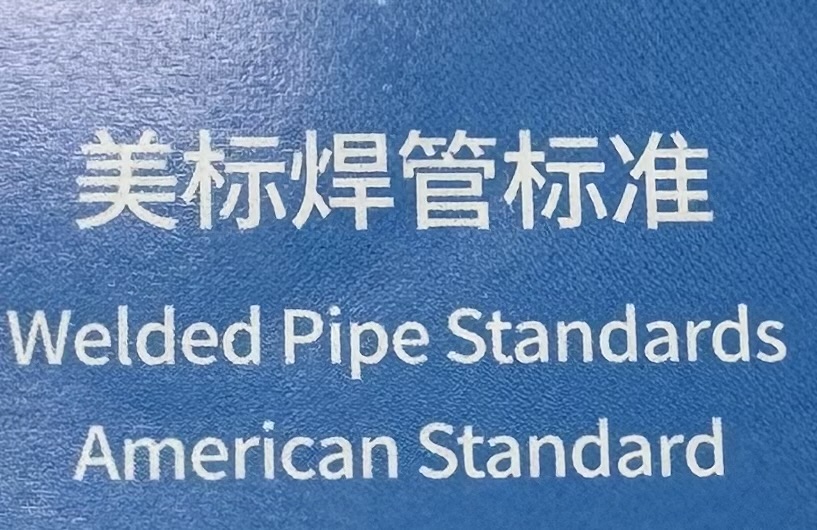 美标焊管标准
Welded Pipe Standards
American Standard